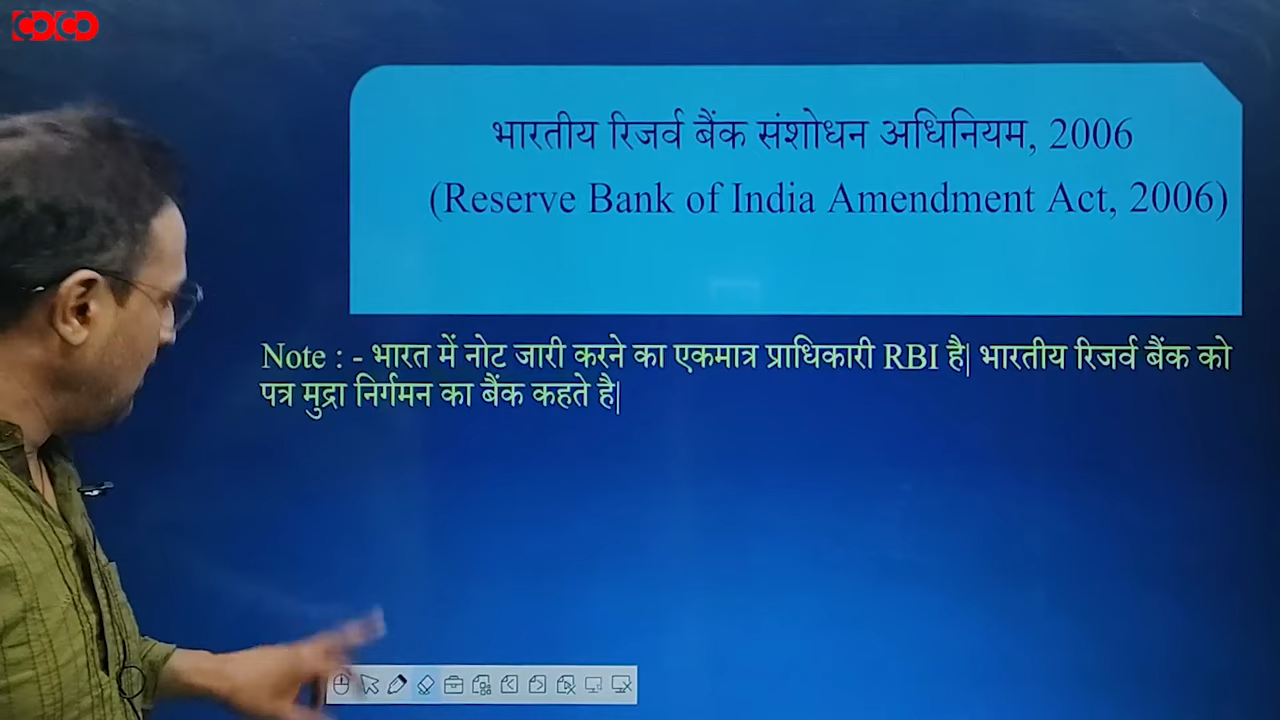 COCO
भारतीय रिजर्व बैंक संशोधन अधिनियम, 2006
(Reserve Bank of India Amendment Act, 2006)
Note : - भारत में नोट जारी करने का एकमात्र प्राधिकारी RBI है| भारतीय रिजर्व बैंक को
पत्र मुद्रा निर्गमन का बैंक कहते है|